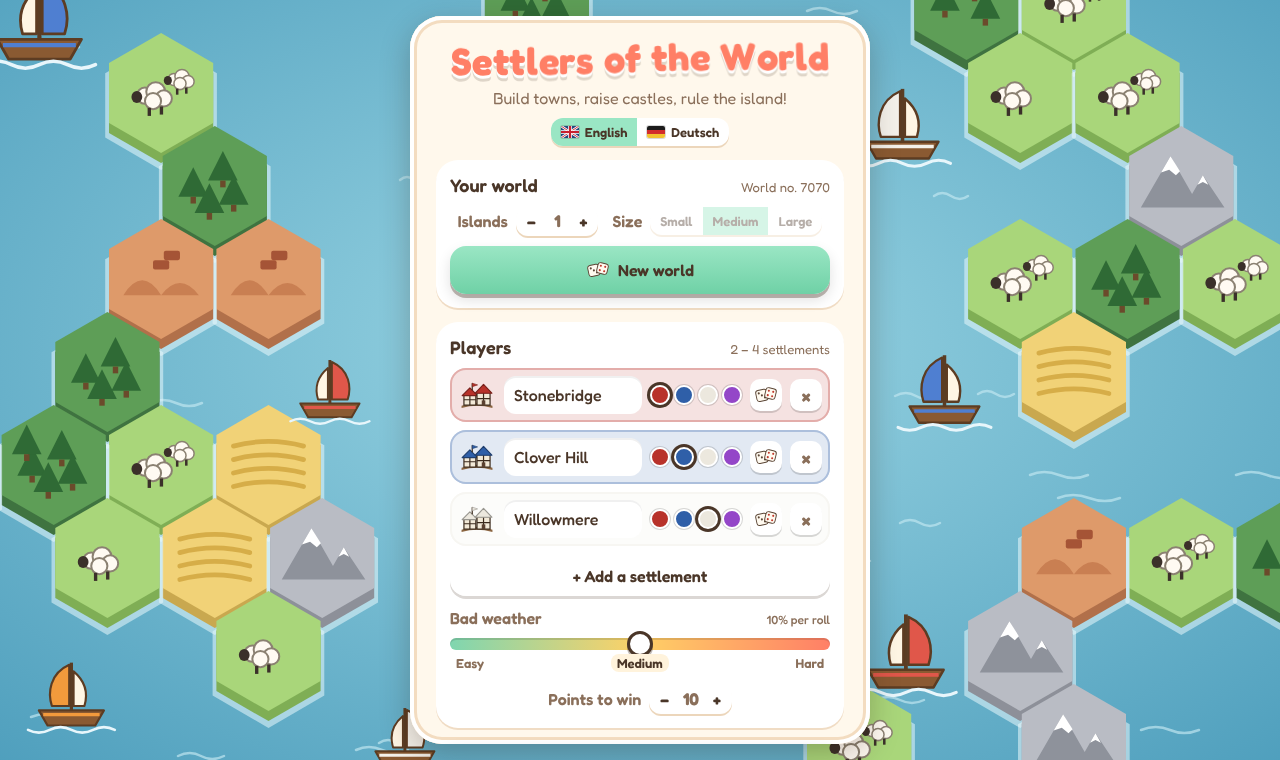 Settlers of the World
Build towns, raise castles, rule the island!
English Deutsch
Your world World no. 7070
Islands – 1 + Size Small Medium Large
New world
Players 2 – 4 settlements
Stonebridge ×
Clover Hill ×
Willowmere ×
+ Add a settlement
Bad weather 10% per roll
Easy Medium Hard
Points to win – 10 +